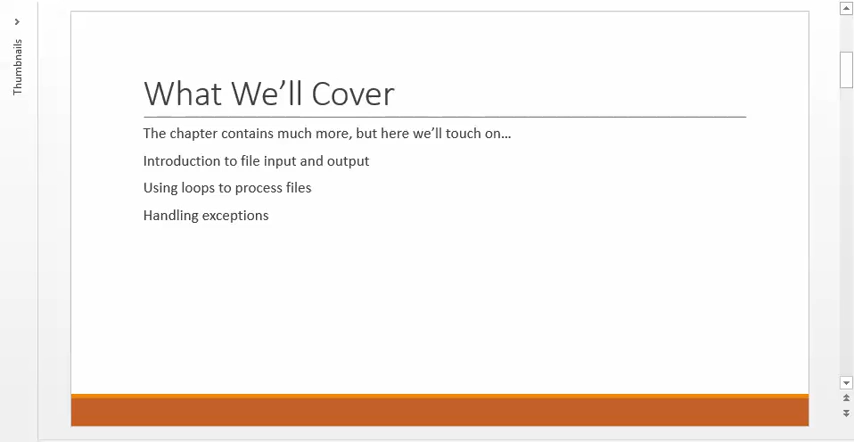 Thumbnails
What We’ll Cover
The chapter contains much more, but here we’ll touch on…
Introduction to file input and output
Using loops to process files
Handling exceptions